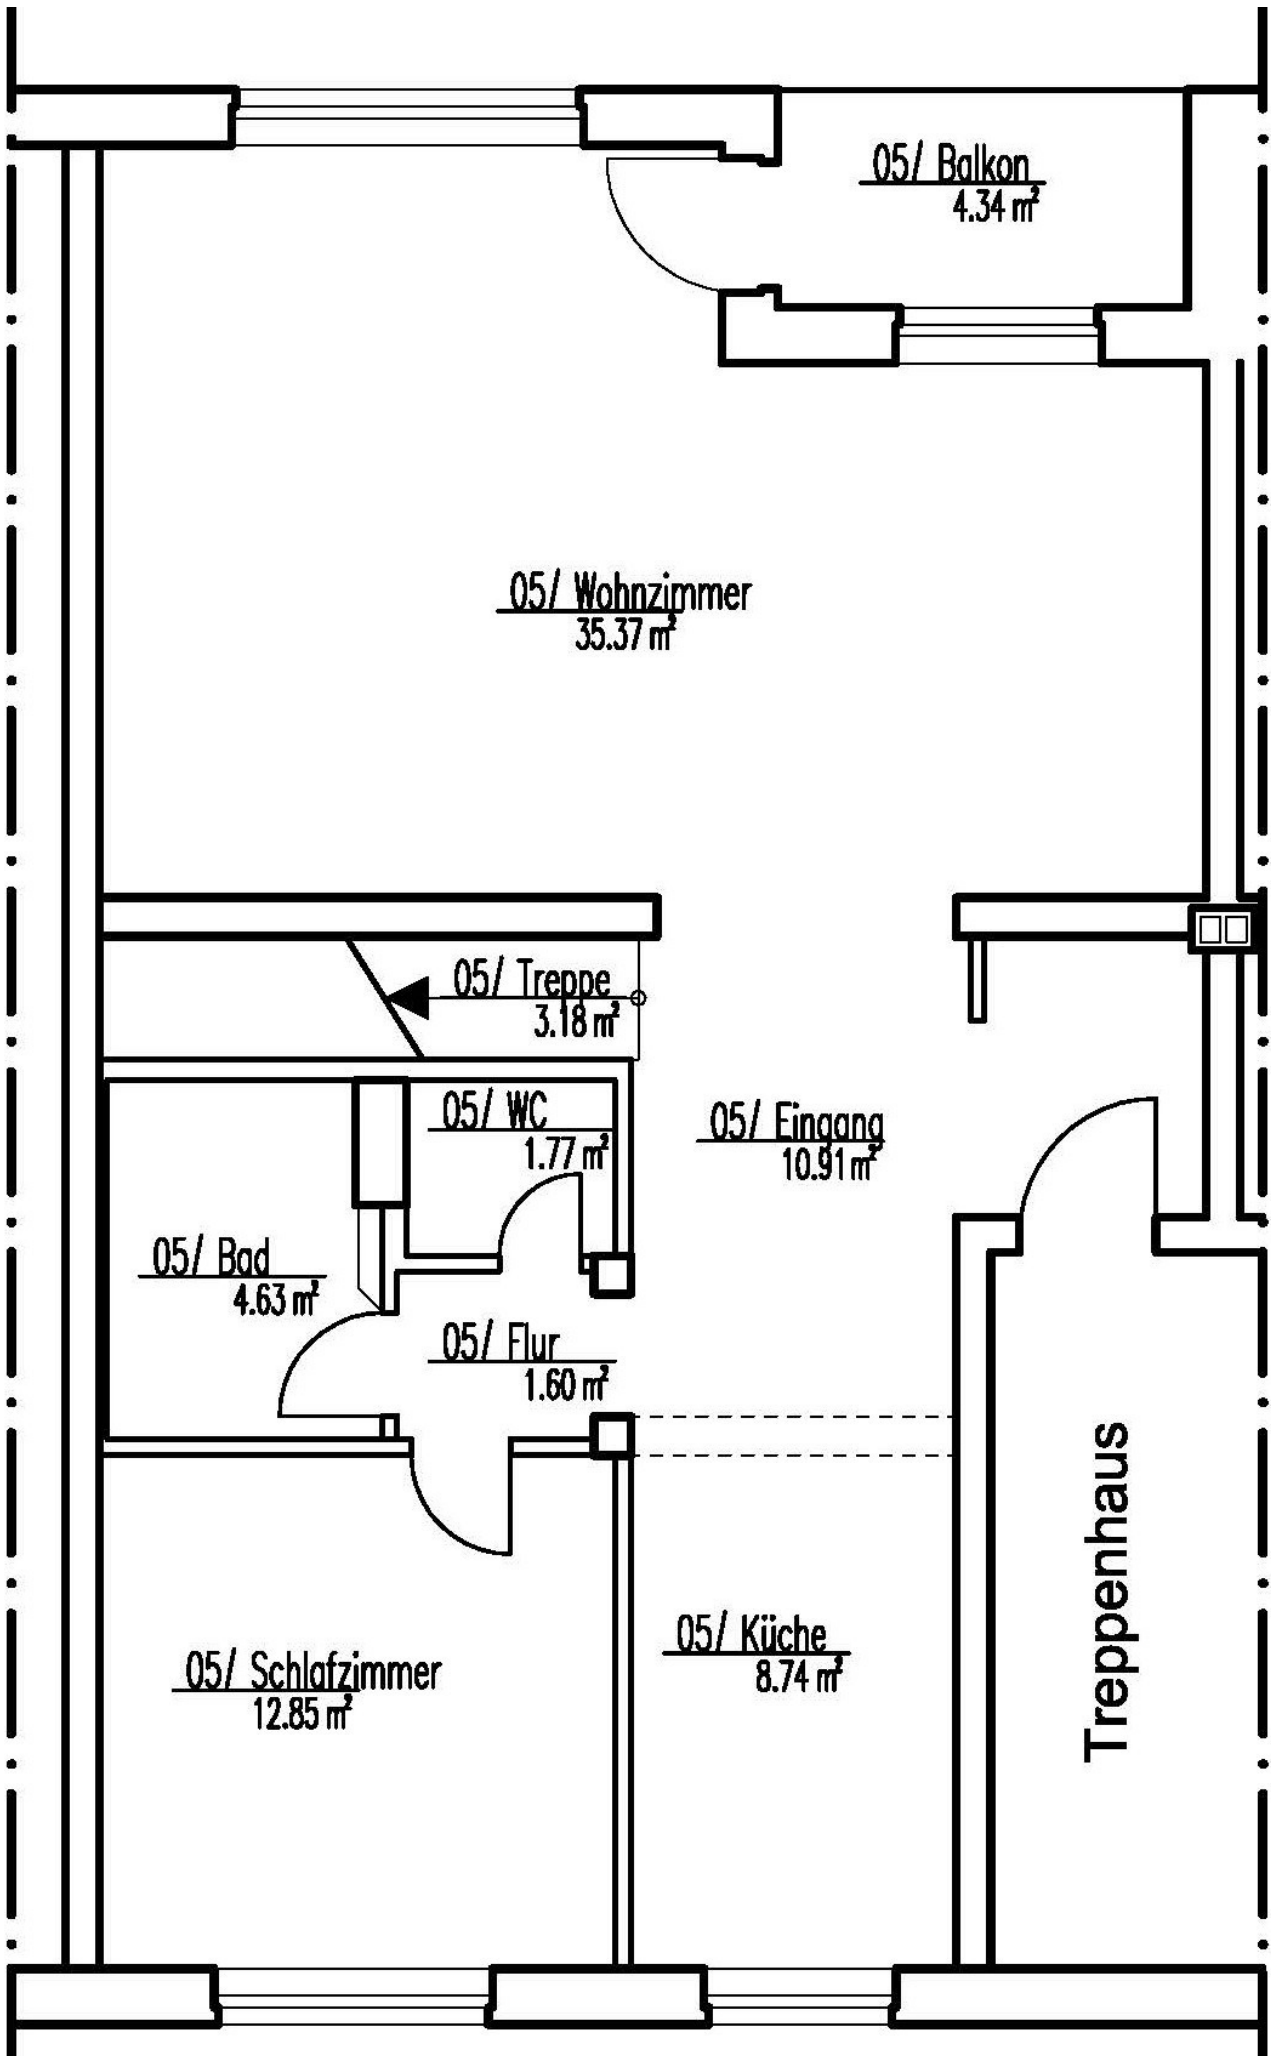 05/ Balkon
4.34 m²
05/ Wohnzimmer
35.37 m²
05/ Treppe
3.18 m²
05/ WC
1.77 m²
05/ Eingang
10.91 m²
05/ Bad
4.63 m²
05/ Flur
1.60 m²
Treppenhaus
05/ Küche
8.74 m²
05/ Schlafzimmer
12.85 m²